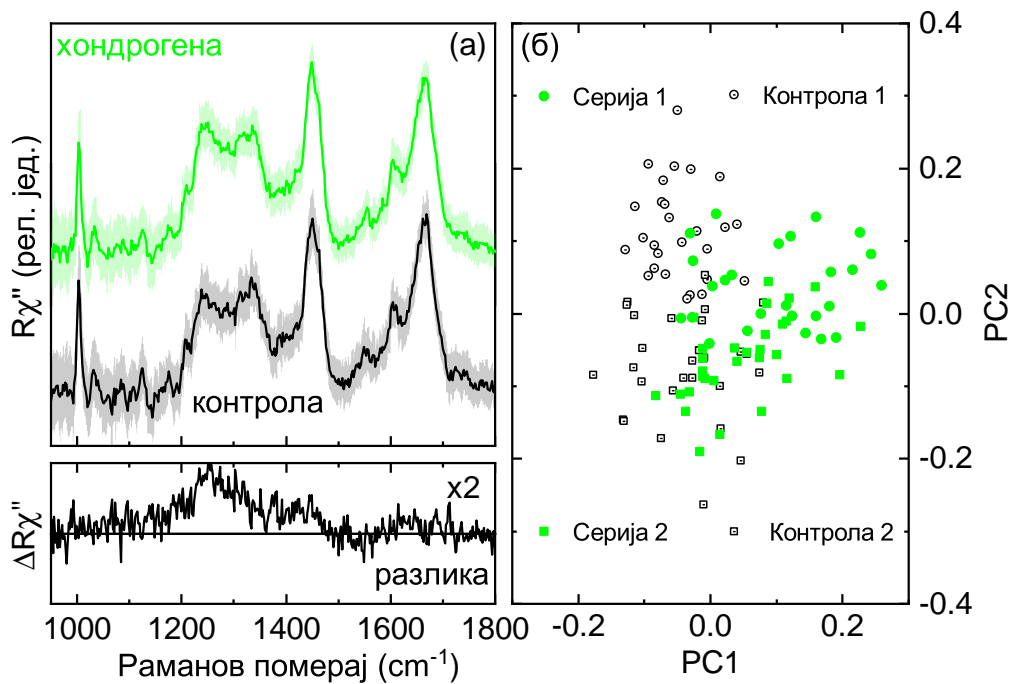 хондрогена
(а)
Rχ" (рел. јед.)
контрола
ΔRχ"
x2
разлика
1000 1200 1400 1600 1800
Раманов померај (cm⁻¹)
(б)
Серија 1
Контрола 1
Серија 2
Контрола 2
0.4
0.2
0.0
-0.2
-0.4
PC2
-0.2 0.0 0.2
PC1